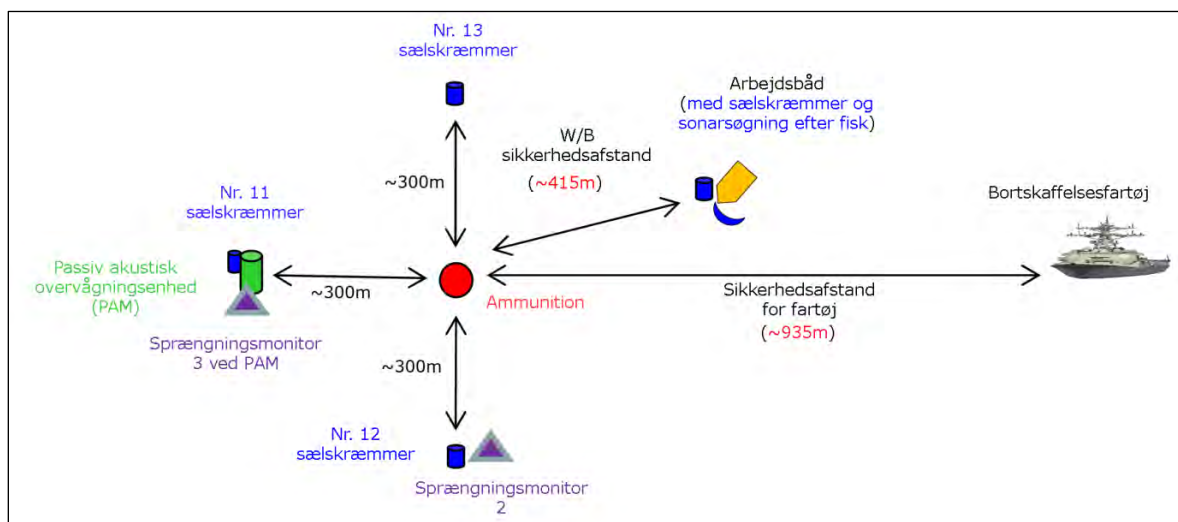 Nr. 13
sælskræmmer
Arbejdsbåd
(med sælskræmmer og
sonarsøgning efter fisk)
W/B
sikkerhedsafstand
(~415m)
~300m
Nr. 11
sælskræmmer
Bortskaffelsesfartøj
Passiv akustisk
overvågningsenhed
(PAM)
~300m
Ammunition
Sikkerhedsafstand
for fartøj
(~935m)
Sprængningsmonitor
3 ved PAM
~300m
Nr. 12
sælskræmmer
Sprængningsmonitor
2